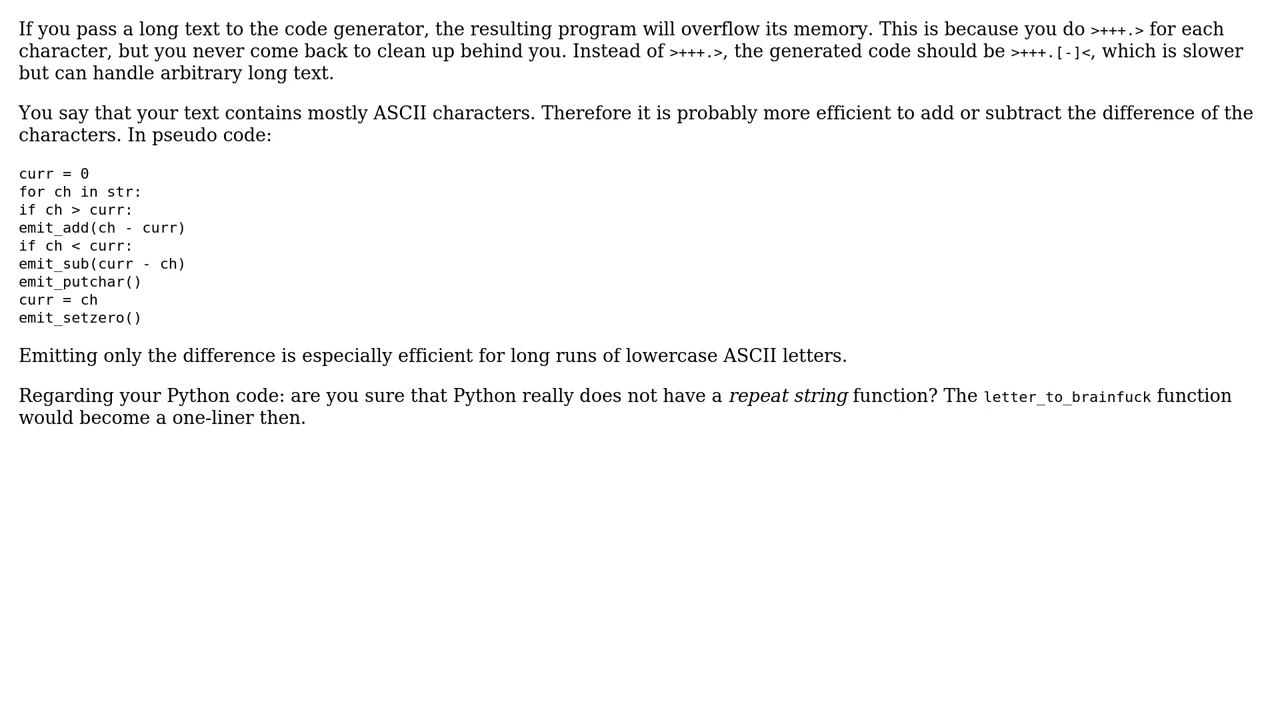 If you pass a long text to the code generator, the resulting program will overflow its memory. This is because you do >+++.> for each
character, but you never come back to clean up behind you. Instead of >+++.>, the generated code should be >+++.[-]<, which is slower
but can handle arbitrary long text.
You say that your text contains mostly ASCII characters. Therefore it is probably more efficient to add or subtract the difference of the
characters. In pseudo code:
curr = 0
for ch in str:
if ch > curr:
emit_add(ch - curr)
if ch < curr:
emit_sub(curr - ch)
emit_putchar()
curr = ch
emit_setzero()
Emitting only the difference is especially efficient for long runs of lowercase ASCII letters.
Regarding your Python code: are you sure that Python really does not have a repeat string function? The letter_to_brainfuck function
would become a one-liner then.